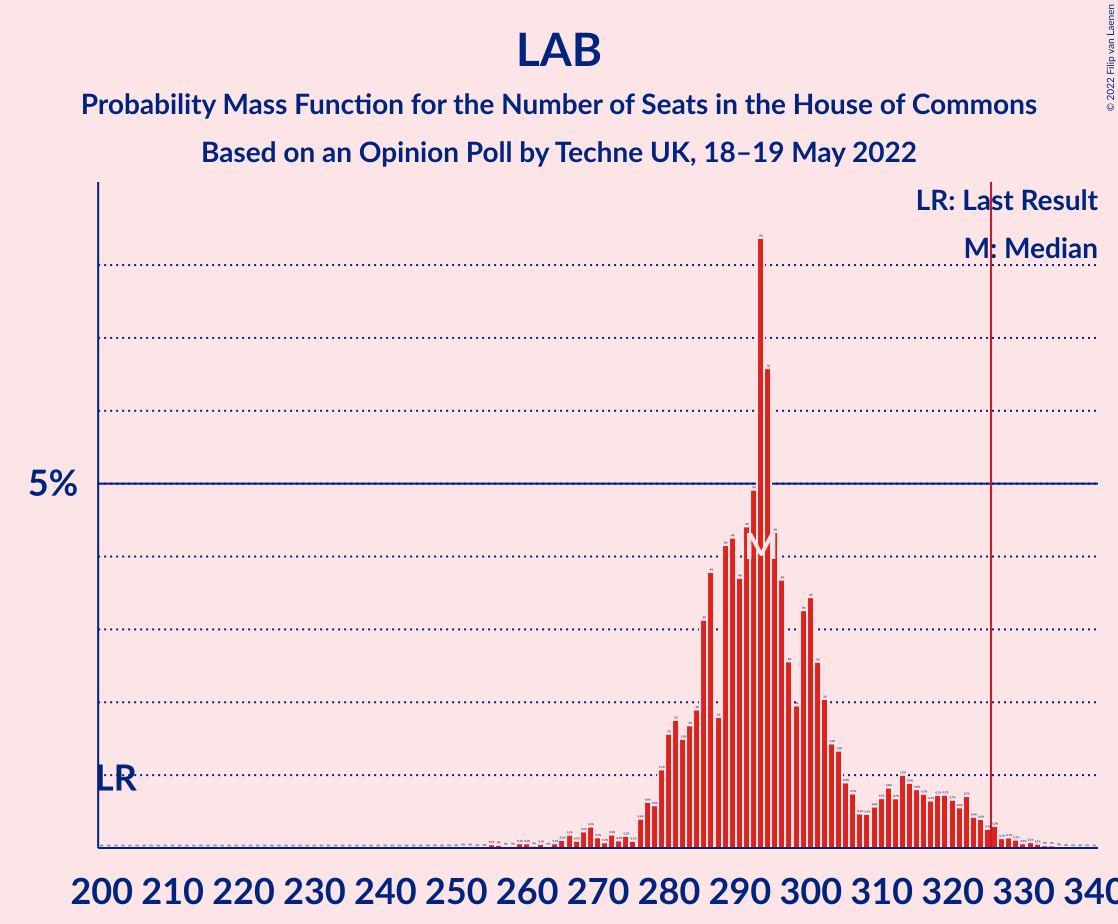 LAB
Probability Mass Function for the Number of Seats in the House of Commons
Based on an Opinion Poll by Techne UK, 18–19 May 2022
© 2022 Filip van Laenen
LR: Last Result
M: Median
5%
M
LR
200 210 220 230 240 250 260 270 280 290 300 310 320 330 340